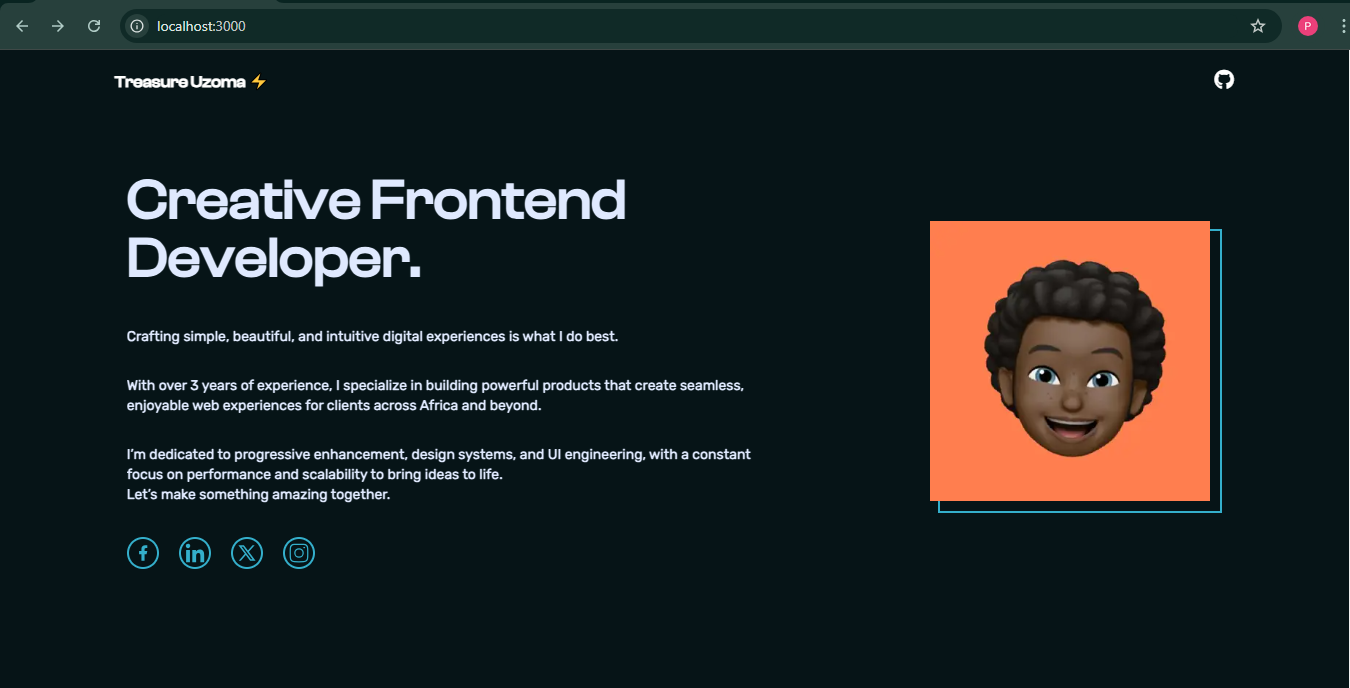 localhost:3000
P
Treasure Uzoma ⚡
Creative Frontend
Developer.
Crafting simple, beautiful, and intuitive digital experiences is what I do best.
With over 3 years of experience, I specialize in building powerful products that create seamless,
enjoyable web experiences for clients across Africa and beyond.
I’m dedicated to progressive enhancement, design systems, and UI engineering, with a constant
focus on performance and scalability to bring ideas to life.
Let’s make something amazing together.